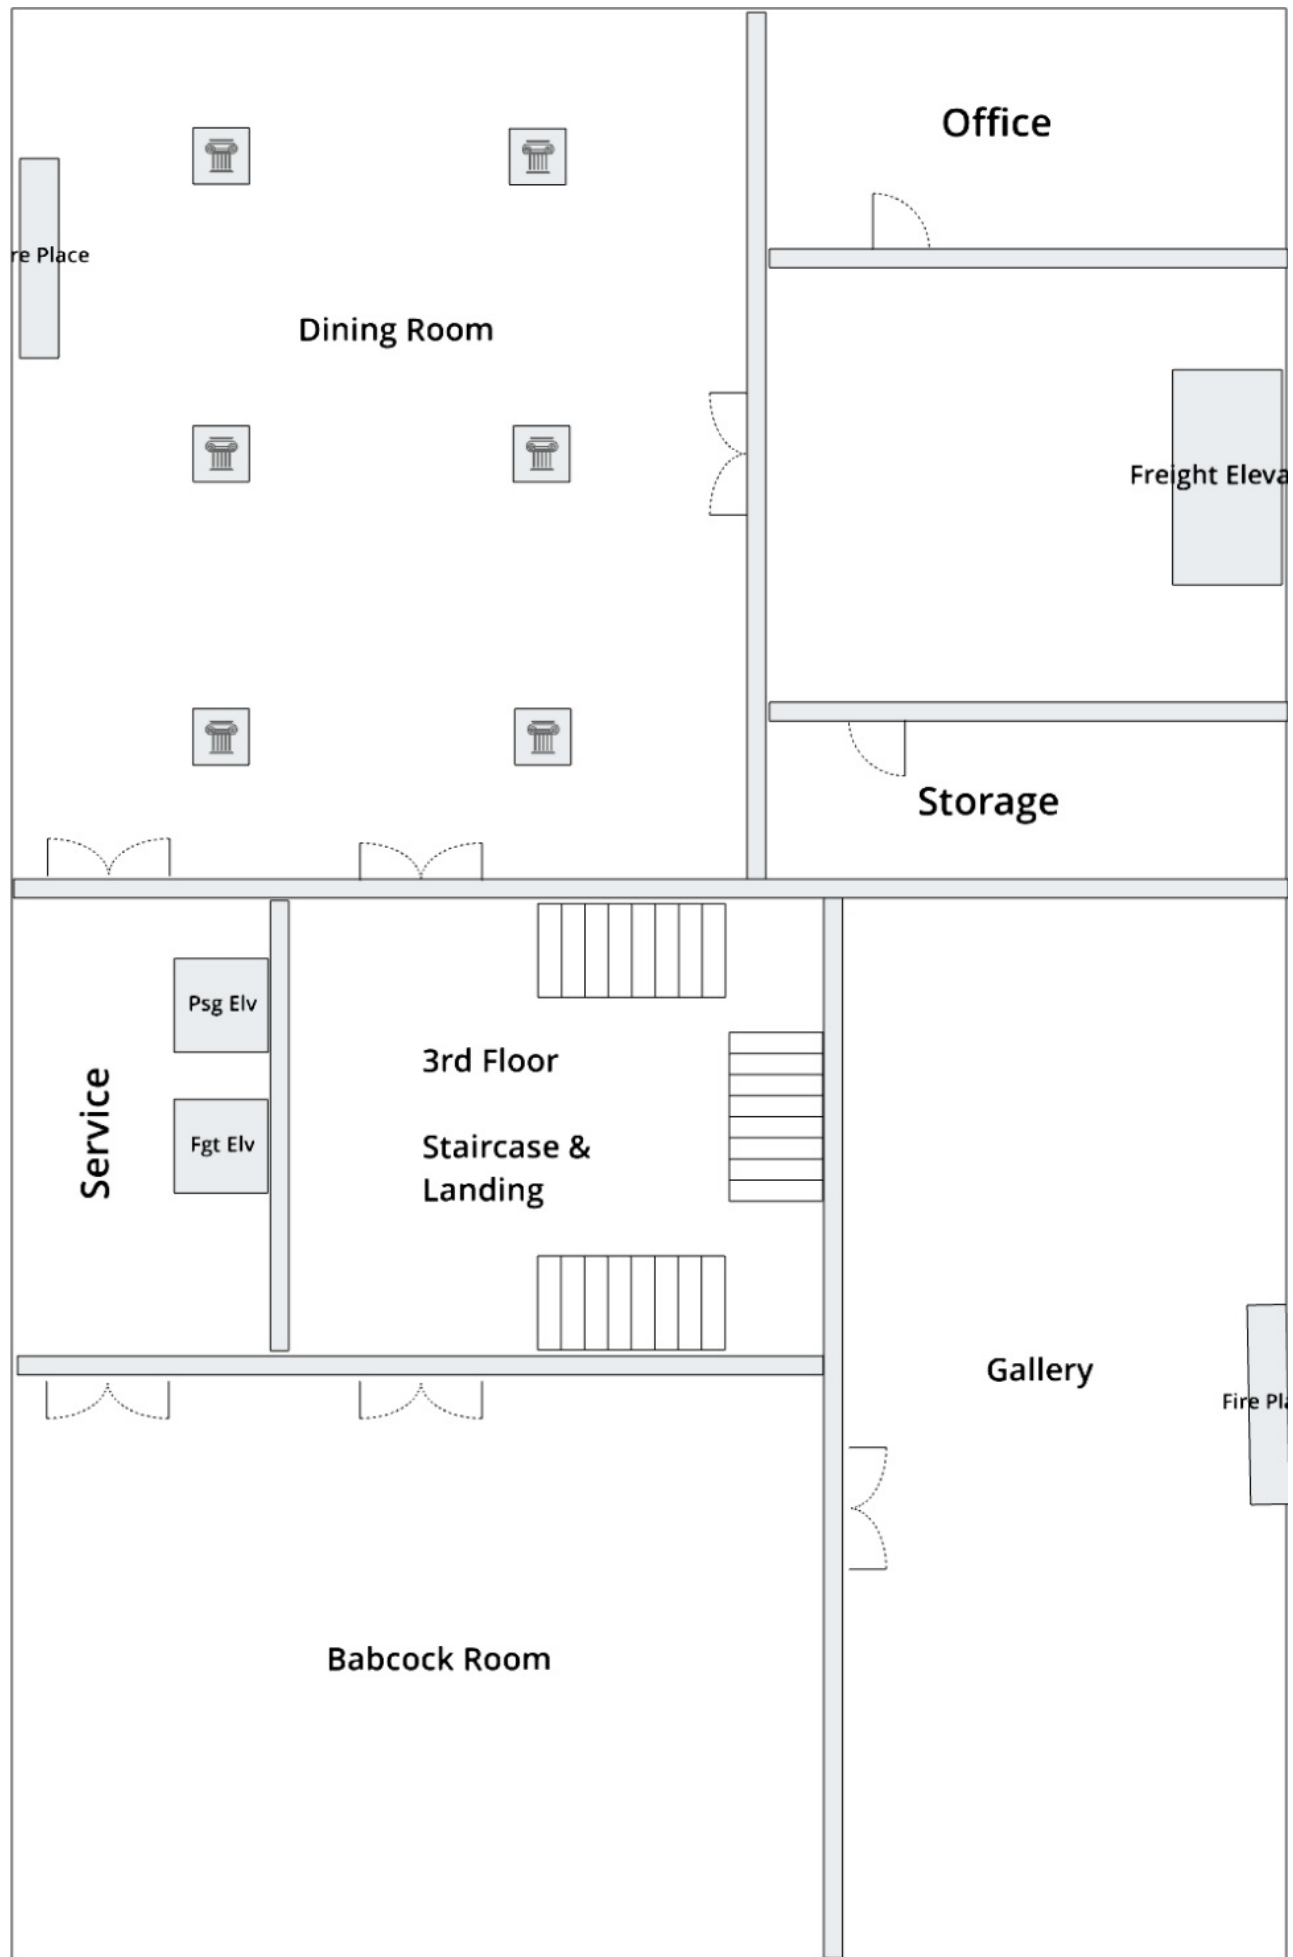 Office
re Place
Dining Room
Freight Eleva
Storage
Psg Elv
3rd Floor
Service
Fgt Elv
Staircase &
Landing
Gallery
Fire Pla
Babcock Room